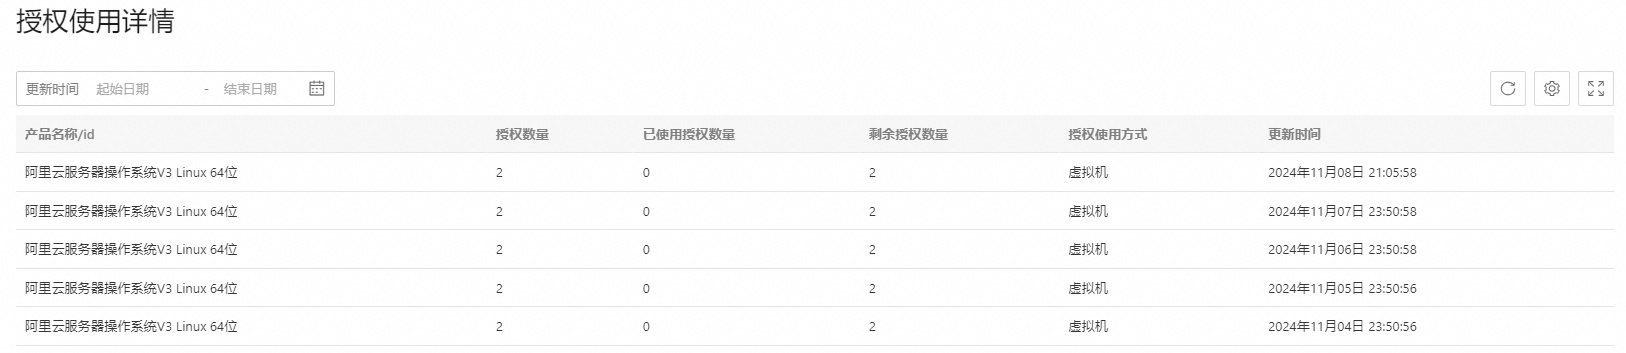 授权使用详情
更新时间 起始日期 - 结束日期
产品名称/id 授权数量 已使用授权数量 剩余授权数量 授权使用方式 更新时间
阿里云服务器操作系统V3 Linux 64位 2 0 2 虚拟机 2024年11月08日 21:05:58
阿里云服务器操作系统V3 Linux 64位 2 0 2 虚拟机 2024年11月07日 23:50:58
阿里云服务器操作系统V3 Linux 64位 2 0 2 虚拟机 2024年11月06日 23:50:58
阿里云服务器操作系统V3 Linux 64位 2 0 2 虚拟机 2024年11月05日 23:50:56
阿里云服务器操作系统V3 Linux 64位 2 0 2 虚拟机 2024年11月04日 23:50:56